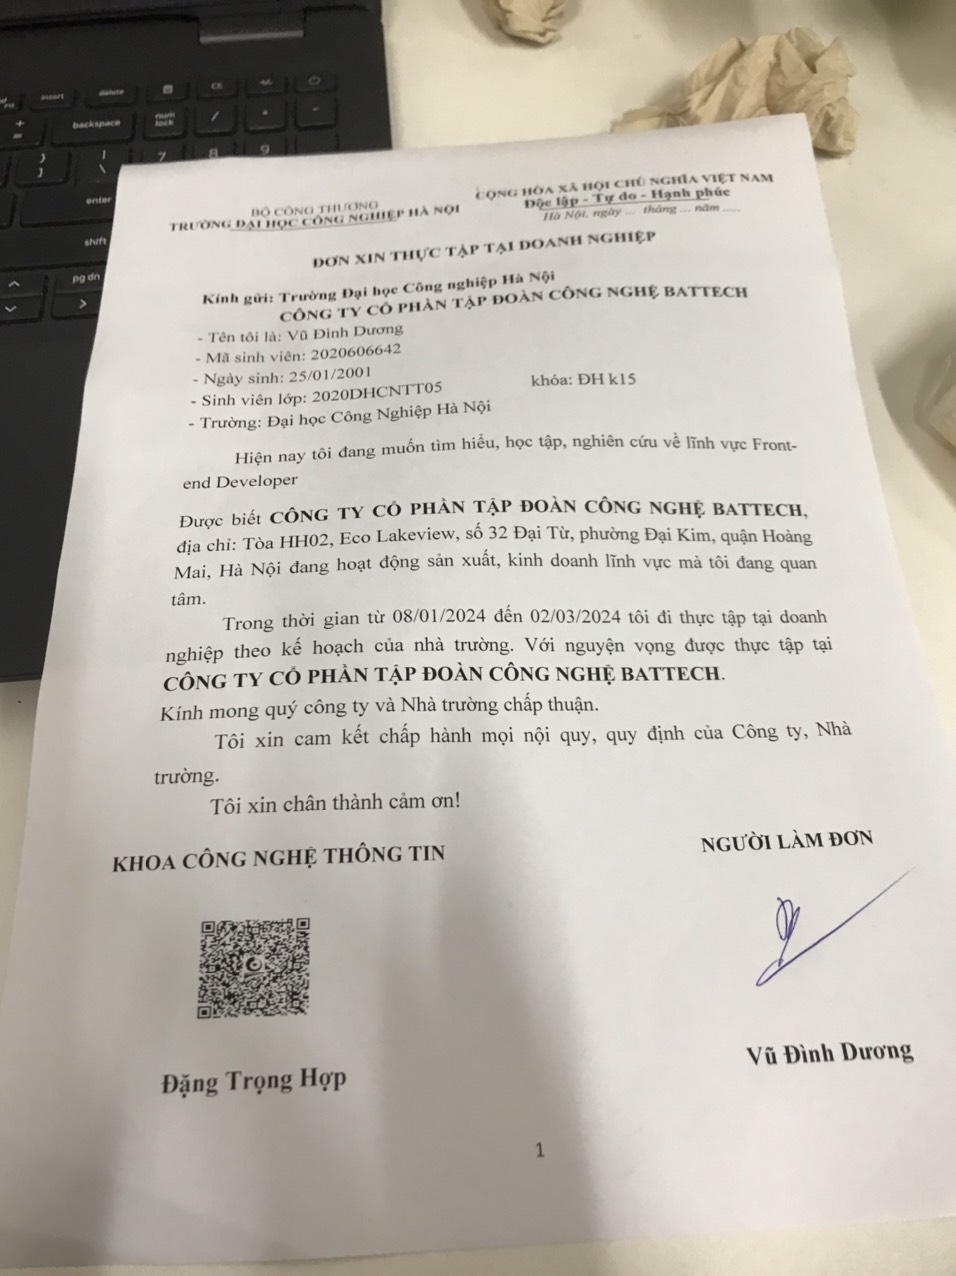 insert
delete
CE
backspace
num
lock
/
7
8
9
enter
shift
pg dn
BỘ CÔNG THƯƠNG
TRƯỜNG ĐẠI HỌC CÔNG NGHIỆP HÀ NỘI
CỘNG HÒA XÃ HỘI CHỦ NGHĨA VIỆT NAM
Độc lập - Tự do - Hạnh phúc
Hà Nội, ngày ... tháng ... năm .....
ĐƠN XIN THỰC TẬP TẠI DOANH NGHIỆP
Kính gửi: Trường Đại học Công nghiệp Hà Nội
CÔNG TY CỔ PHẦN TẬP ĐOÀN CÔNG NGHỆ BATTECH
- Tên tôi là: Vũ Đình Dương
- Mã sinh viên: 2020606642
- Ngày sinh: 25/01/2001
- Sinh viên lớp: 2020DHCNTT05 khóa: ĐH k15
- Trường: Đại học Công Nghiệp Hà Nội
Hiện nay tôi đang muốn tìm hiểu, học tập, nghiên cứu về lĩnh vực Front-
end Developer
Được biết CÔNG TY CỔ PHẦN TẬP ĐOÀN CÔNG NGHỆ BATTECH,
địa chỉ: Tòa HH02, Eco Lakeview, số 32 Đại Từ, phường Đại Kim, quận Hoàng
Mai, Hà Nội đang hoạt động sản xuất, kinh doanh lĩnh vực mà tôi đang quan
tâm.
Trong thời gian từ 08/01/2024 đến 02/03/2024 tôi đi thực tập tại doanh
nghiệp theo kế hoạch của nhà trường. Với nguyện vọng được thực tập tại
CÔNG TY CỔ PHẦN TẬP ĐOÀN CÔNG NGHỆ BATTECH.
Kính mong quý công ty và Nhà trường chấp thuận.
Tôi xin cam kết chấp hành mọi nội quy, quy định của Công ty, Nhà
trường.
Tôi xin chân thành cảm ơn!
KHOA CÔNG NGHỆ THÔNG TIN
NGƯỜI LÀM ĐƠN
Đặng Trọng Hợp
Vũ Đình Dương
1